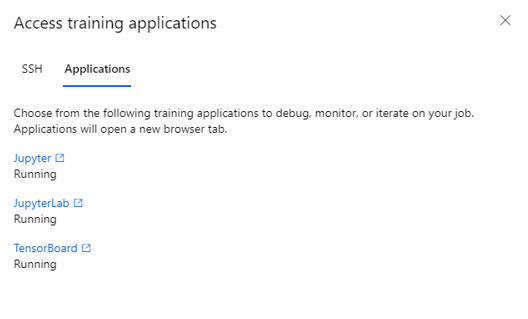 Access training applications
SSH
Applications
Choose from the following training applications to debug, monitor, or iterate on your job.
Applications will open a new browser tab.
Jupyter
Running
JupyterLab
Running
TensorBoard
Running